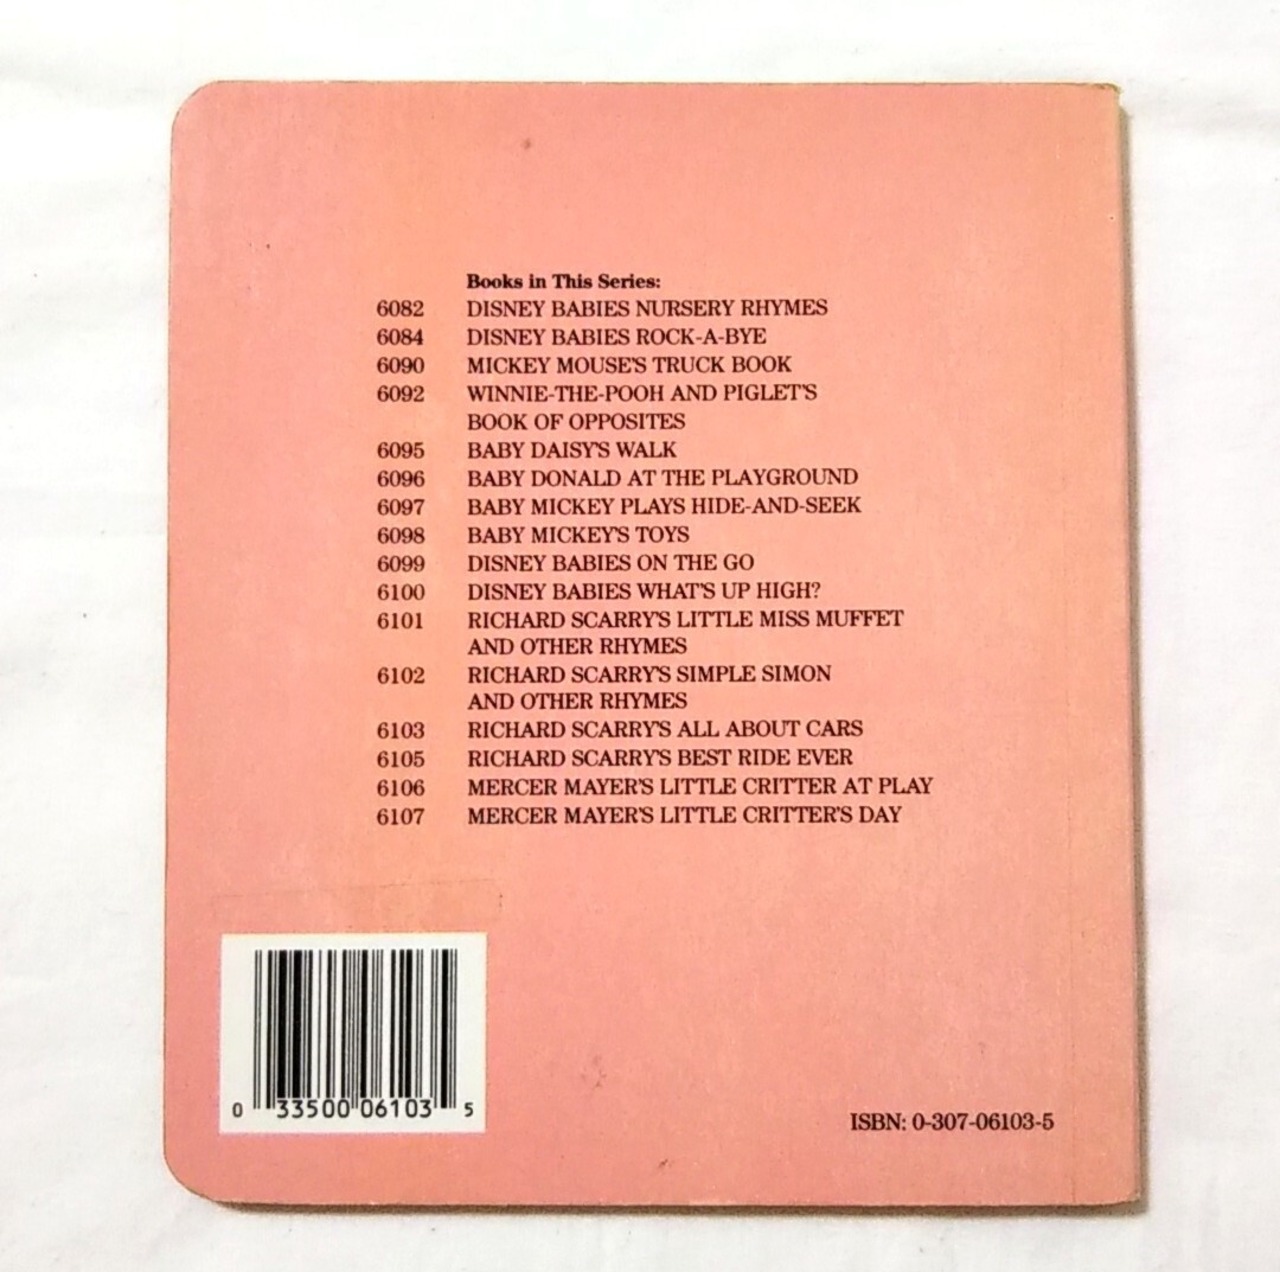 Books in This Series:
6082 DISNEY BABIES NURSERY RHYMES
6084 DISNEY BABIES ROCK-A-BYE
6090 MICKEY MOUSE'S TRUCK BOOK
6092 WINNIE-THE-POOH AND PIGLET'S
BOOK OF OPPOSITES
6095 BABY DAISY'S WALK
6096 BABY DONALD AT THE PLAYGROUND
6097 BABY MICKEY PLAYS HIDE-AND-SEEK
6098 BABY MICKEY'S TOYS
6099 DISNEY BABIES ON THE GO
6100 DISNEY BABIES WHAT'S UP HIGH?
6101 RICHARD SCARRY'S LITTLE MISS MUFFET
AND OTHER RHYMES
6102 RICHARD SCARRY'S SIMPLE SIMON
AND OTHER RHYMES
6103 RICHARD SCARRY'S ALL ABOUT CARS
6105 RICHARD SCARRY'S BEST RIDE EVER
6106 MERCER MAYER'S LITTLE CRITTER AT PLAY
6107 MERCER MAYER'S LITTLE CRITTER'S DAY
0 33500 06103 5
ISBN: 0-307-06103-5